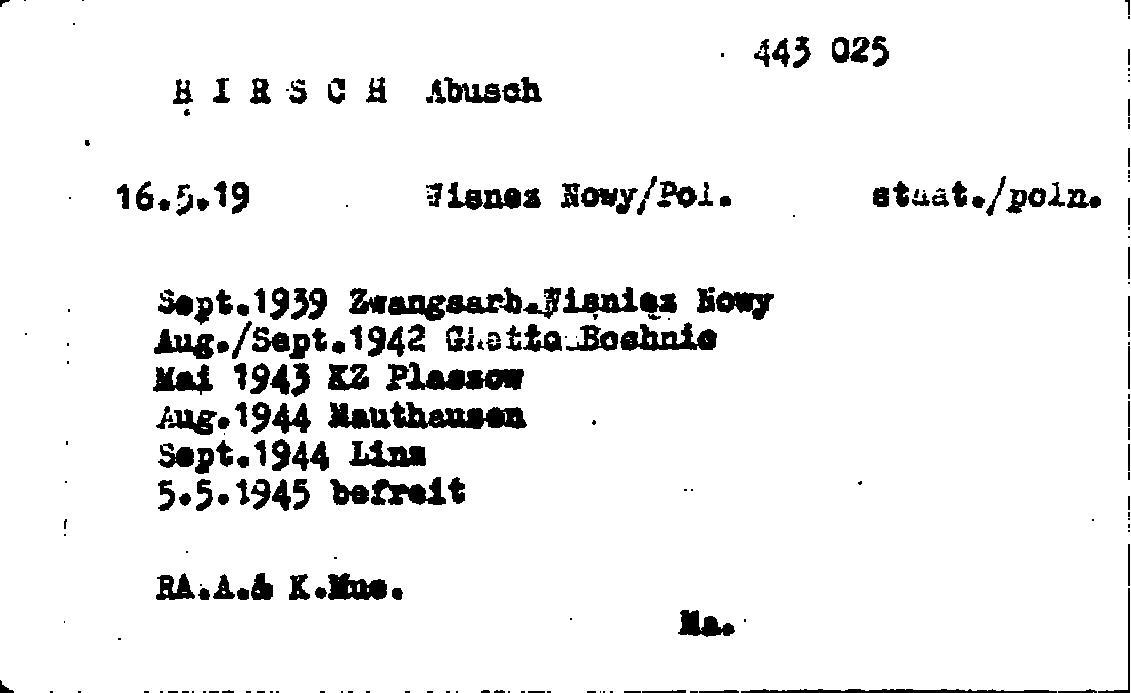 443 025
H I R S C H Abusch
16.5.19 Wisnez Nowy/Pol. staat./poln.
Sept.1939 Zwangsarb.Wisniez Nowy
Aug./Sept.1942 Ghetto Bochnie
Mai 1943 KZ Plaszow
Aug.1944 Mauthausen
Sept.1944 Linz
5.5.1945 befreit
RA.A.& K.Mue.
Ma.